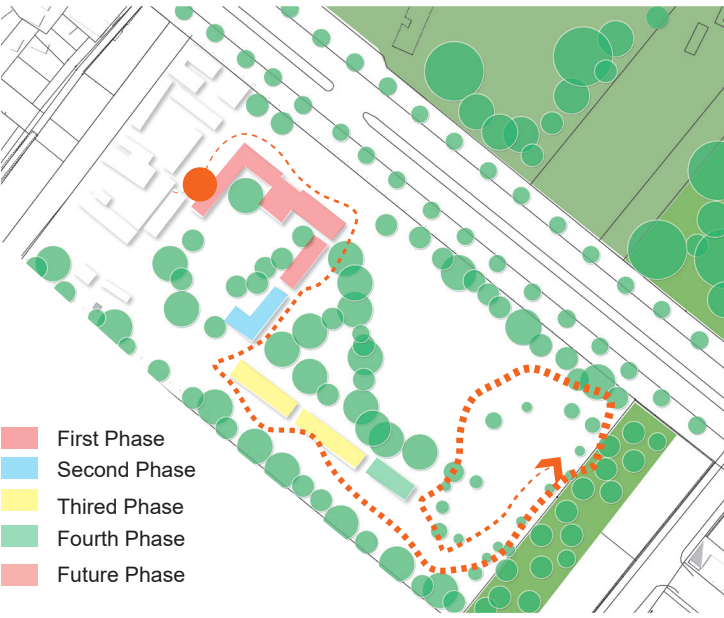 First Phase
Second Phase
Thired Phase
Fourth Phase
Future Phase